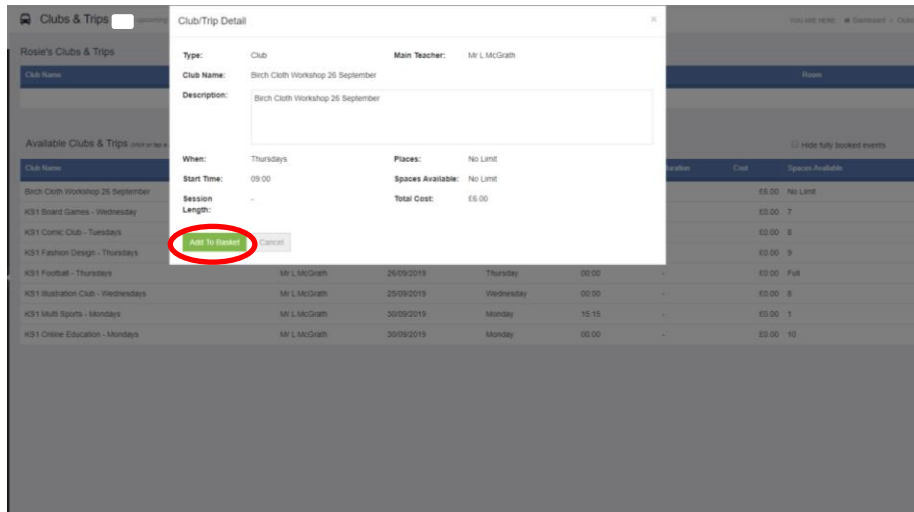 Clubs & Trips upcoming
YOU ARE HERE: Dashboard > Clubs
Rosie's Clubs & Trips
Club Name Room
Club/Trip Detail ×
Type: Club Main Teacher: Mr L McGrath
Club Name: Birch Cloth Workshop 26 September
Description: Birch Cloth Workshop 26 September
When: Thursdays Places: No Limit
Start Time: 09:00 Spaces Available: No Limit
Session Length: - Total Cost: £6.00
Add To Basket Cancel
Available Clubs & Trips
Hide fully booked events
Club Name Duration Cost Spaces Available
Birch Cloth Workshop 26 September £6.00 No Limit
KS1 Board Games - Wednesday £0.00 7
KS1 Comic Club - Tuesdays £0.00 8
KS1 Fashion Design - Thursdays £0.00 9
KS1 Football - Thursdays Mr L McGrath 26/09/2019 Thursday 00:00 - £0.00 Full
KS1 Illustration Club - Wednesdays Mr L McGrath 25/09/2019 Wednesday 00:00 - £0.00 8
KS1 Multi Sports - Mondays Mr L McGrath 30/09/2019 Monday 15:15 - £0.00 1
KS1 Online Education - Mondays Mr L McGrath 30/09/2019 Monday 00:00 - £0.00 10